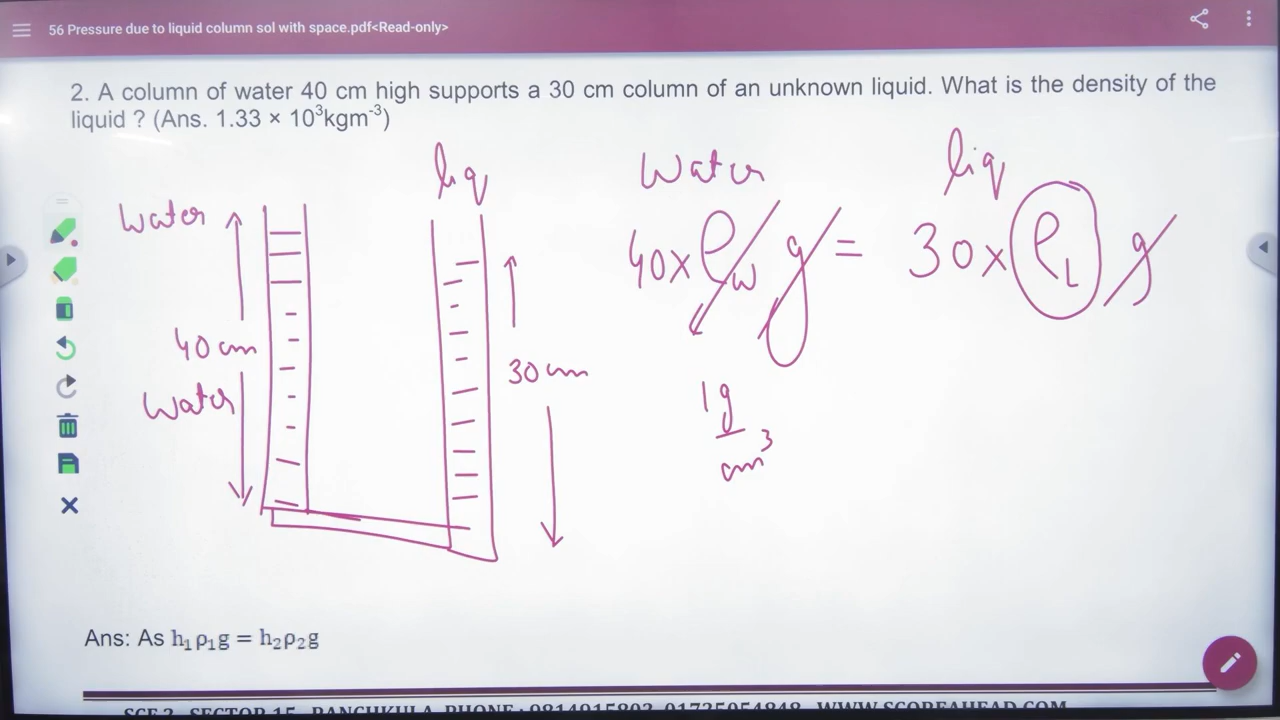 56 Pressure due to liquid column sol with space.pdf<Read-only>
2. A column of water 40 cm high supports a 30 cm column of an unknown liquid. What is the density of the
liquid ? (Ans. 1.33 × 10³kgm⁻³)
liq
Water
liq
Water
40×ρw g = 30×ρL g
40 cm
Water
30 cm
1g
cm³
Ans: As h₁ρ₁g = h₂ρ₂g